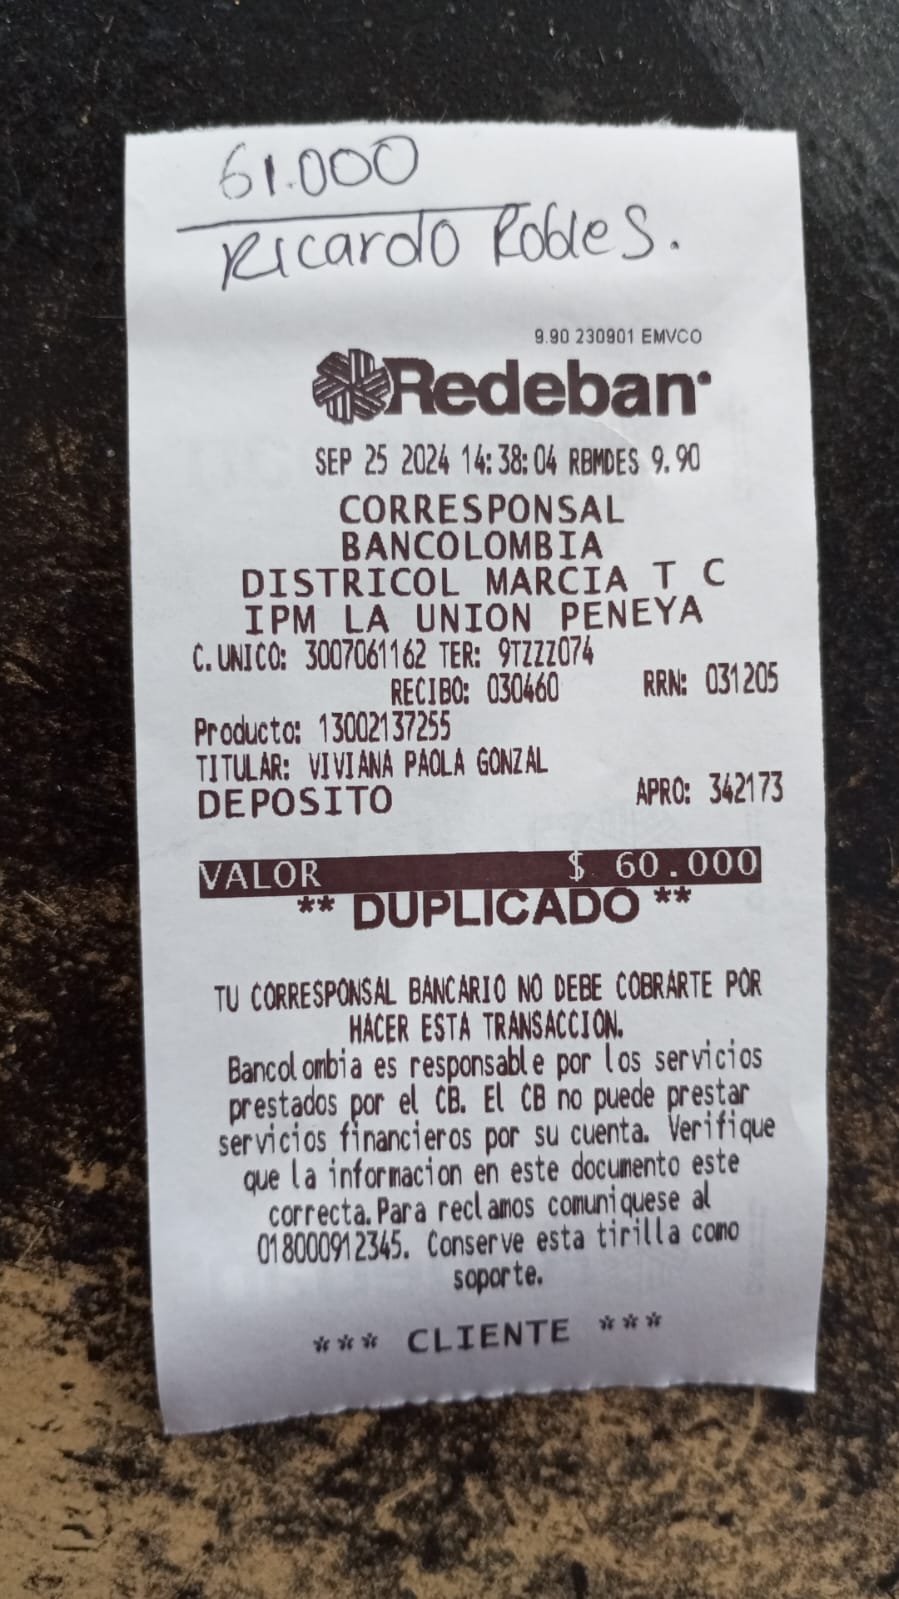 61.000
Ricardo Robles.
9.90 230901 EMVCO
Redeban
SEP 25 2024 14:38:04 RBMDES 9.90
CORRESPONSAL
BANCOLOMBIA
DISTRICOL MARCIA T C
IPM LA UNION PENEYA
C.UNICO: 3007061162 TER: 9TZZZ074
RECIBO: 030460 RRN: 031205
Producto: 13002137255
TITULAR: VIVIANA PAOLA GONZAL
DEPOSITO APRO: 342173
VALOR $ 60.000
** DUPLICADO **
TU CORRESPONSAL BANCARIO NO DEBE COBRARTE POR
HACER ESTA TRANSACCION.
Bancolombia es responsable por los servicios
prestados por el CB. El CB no puede prestar
servicios financieros por su cuenta. Verifique
que la informacion en este documento este
correcta.Para reclamos comuniquese al
018000912345. Conserve esta tirilla como
soporte.
*** CLIENTE ***